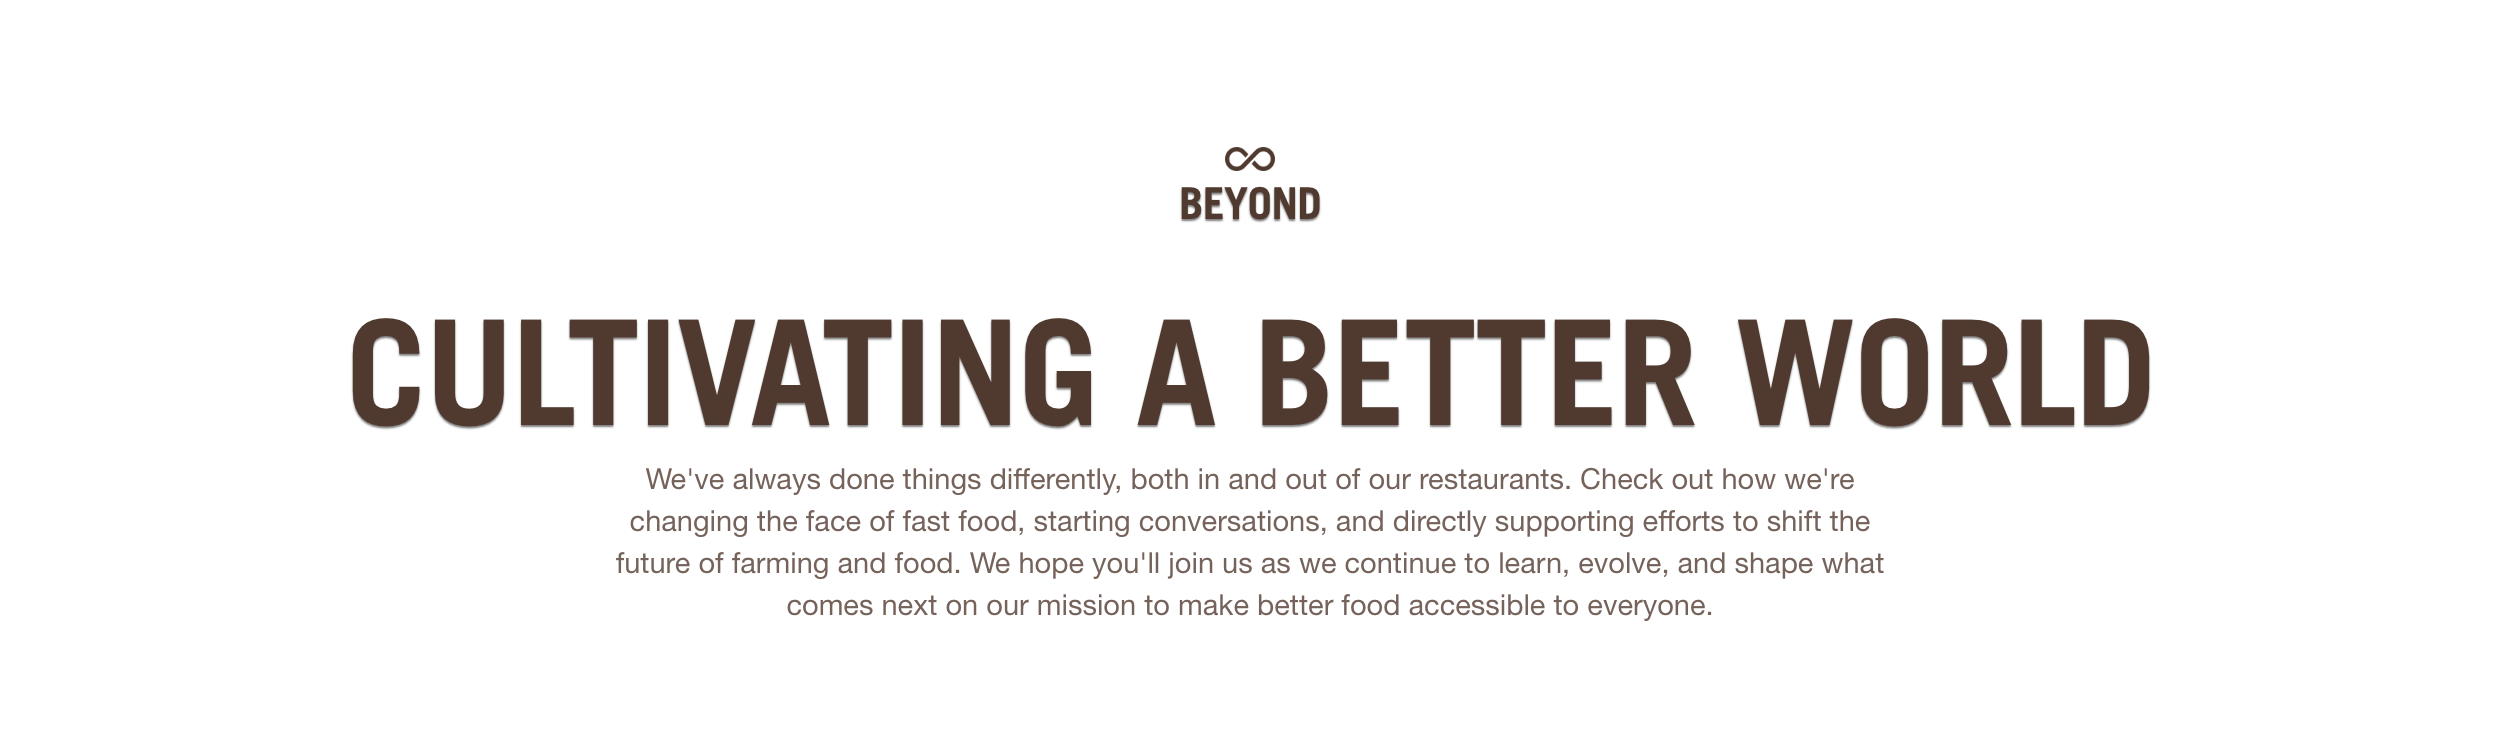 BEYOND
CULTIVATING A BETTER WORLD
We've always done things differently, both in and out of our restaurants. Check out how we're
changing the face of fast food, starting conversations, and directly supporting efforts to shift the
future of farming and food. We hope you'll join us as we continue to learn, evolve, and shape what
comes next on our mission to make better food accessible to everyone.